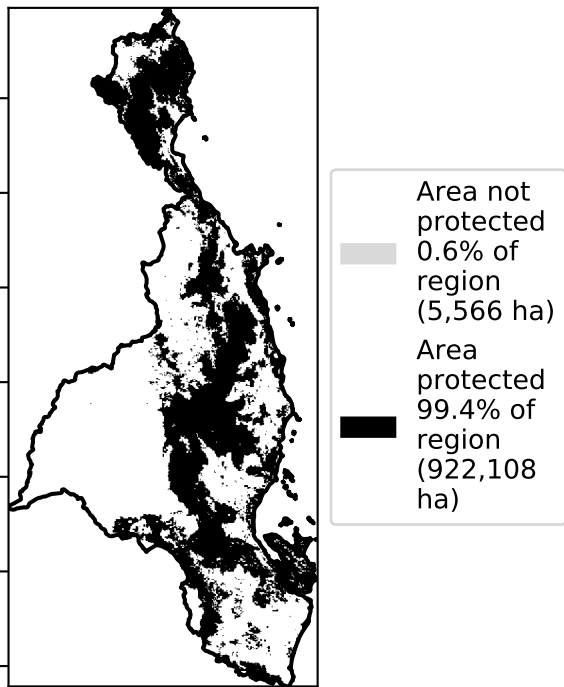 Area not
protected
0.6% of
region
(5,566 ha)
Area
protected
99.4% of
region
(922,108
ha)